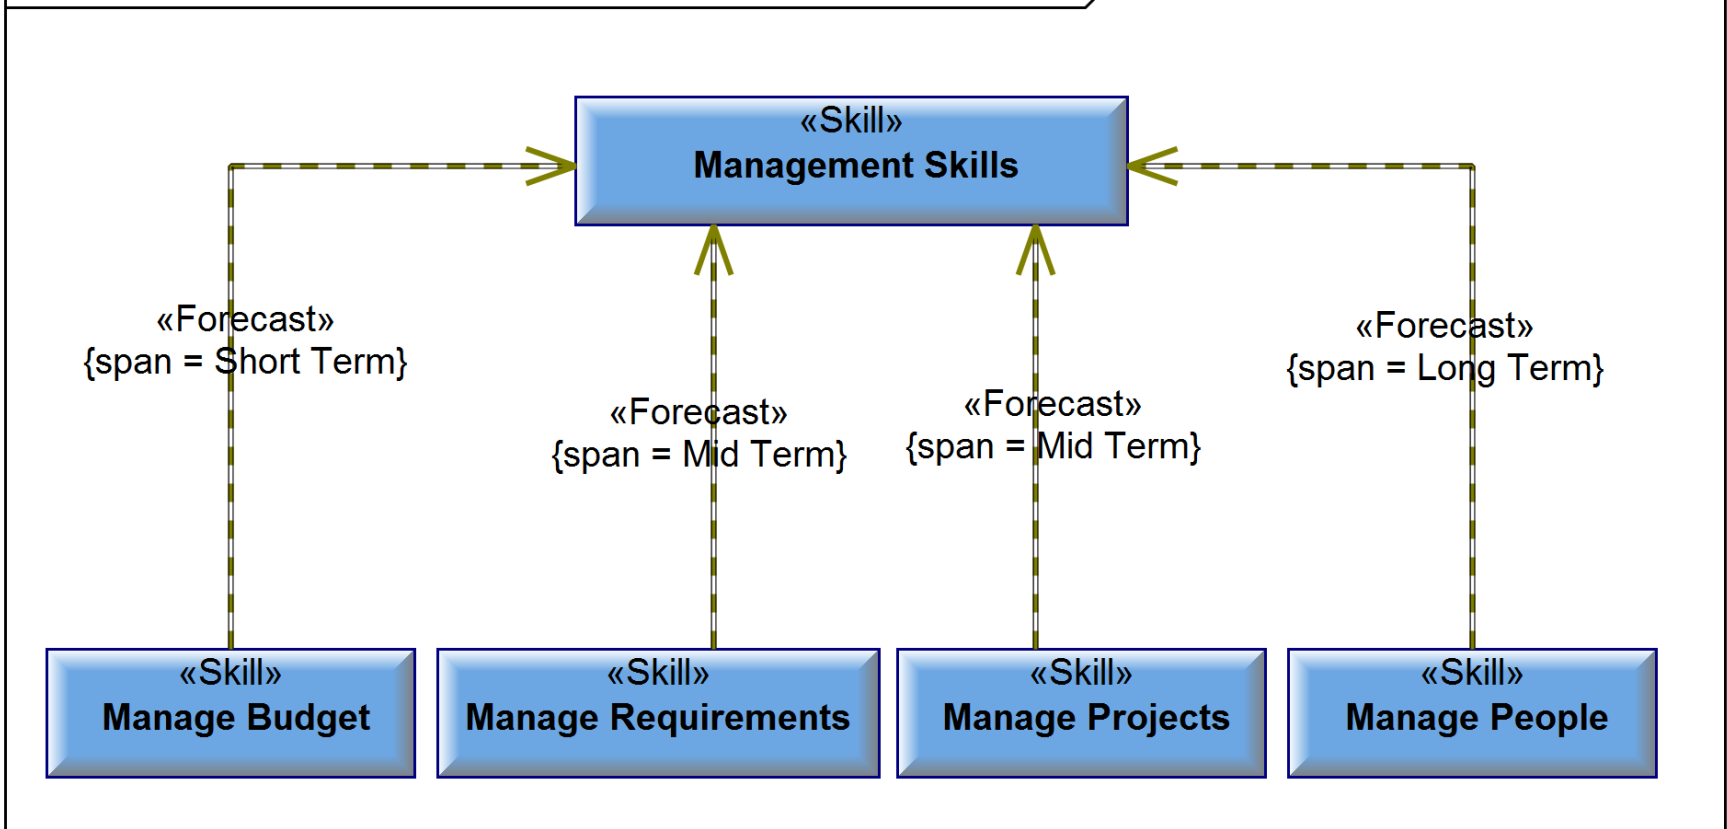 «Skill»
Management Skills
«Forecast»
{span = Short Term}
«Forecast»
{span = Mid Term}
«Forecast»
{span = Mid Term}
«Forecast»
{span = Long Term}
«Skill»
Manage Budget
«Skill»
Manage Requirements
«Skill»
Manage Projects
«Skill»
Manage People